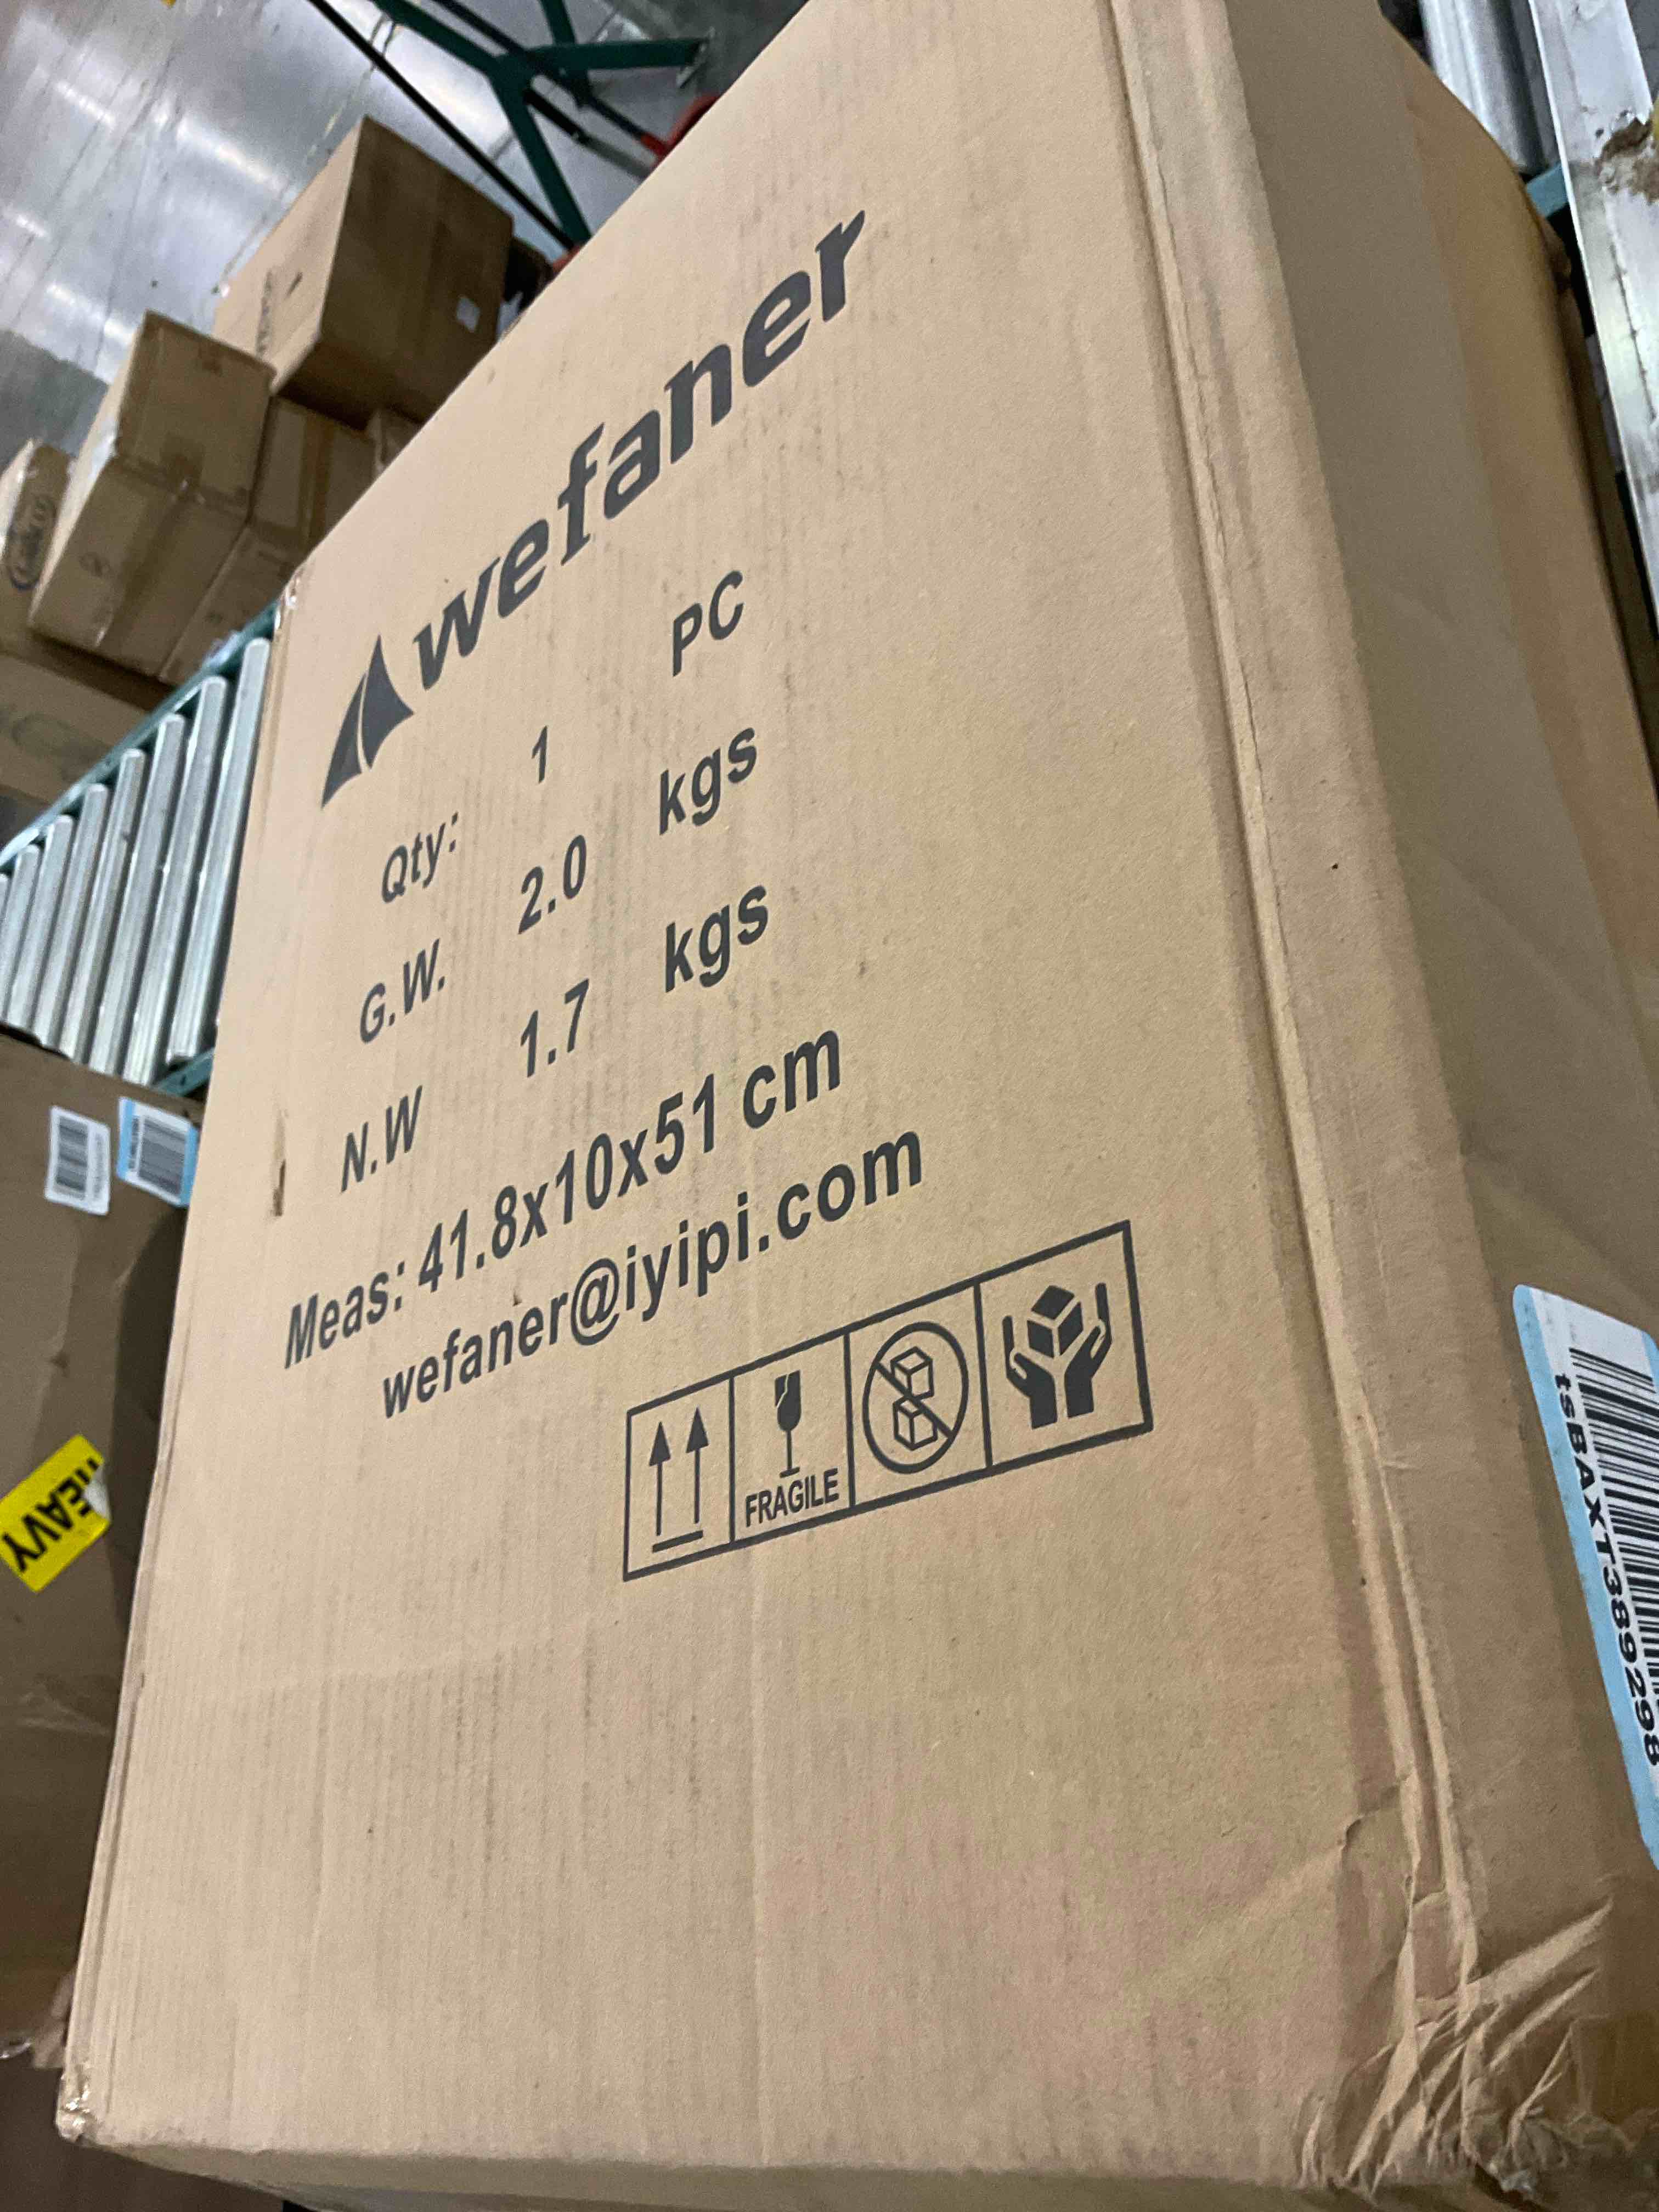 wefaner
Qty: 1 PC
G.W. 2.0 kgs
N.W 1.7 kgs
Meas: 41.8x10x51 cm
wefaner@iyipi.com
FRAGILE
tsBAXT389298
HEAVY